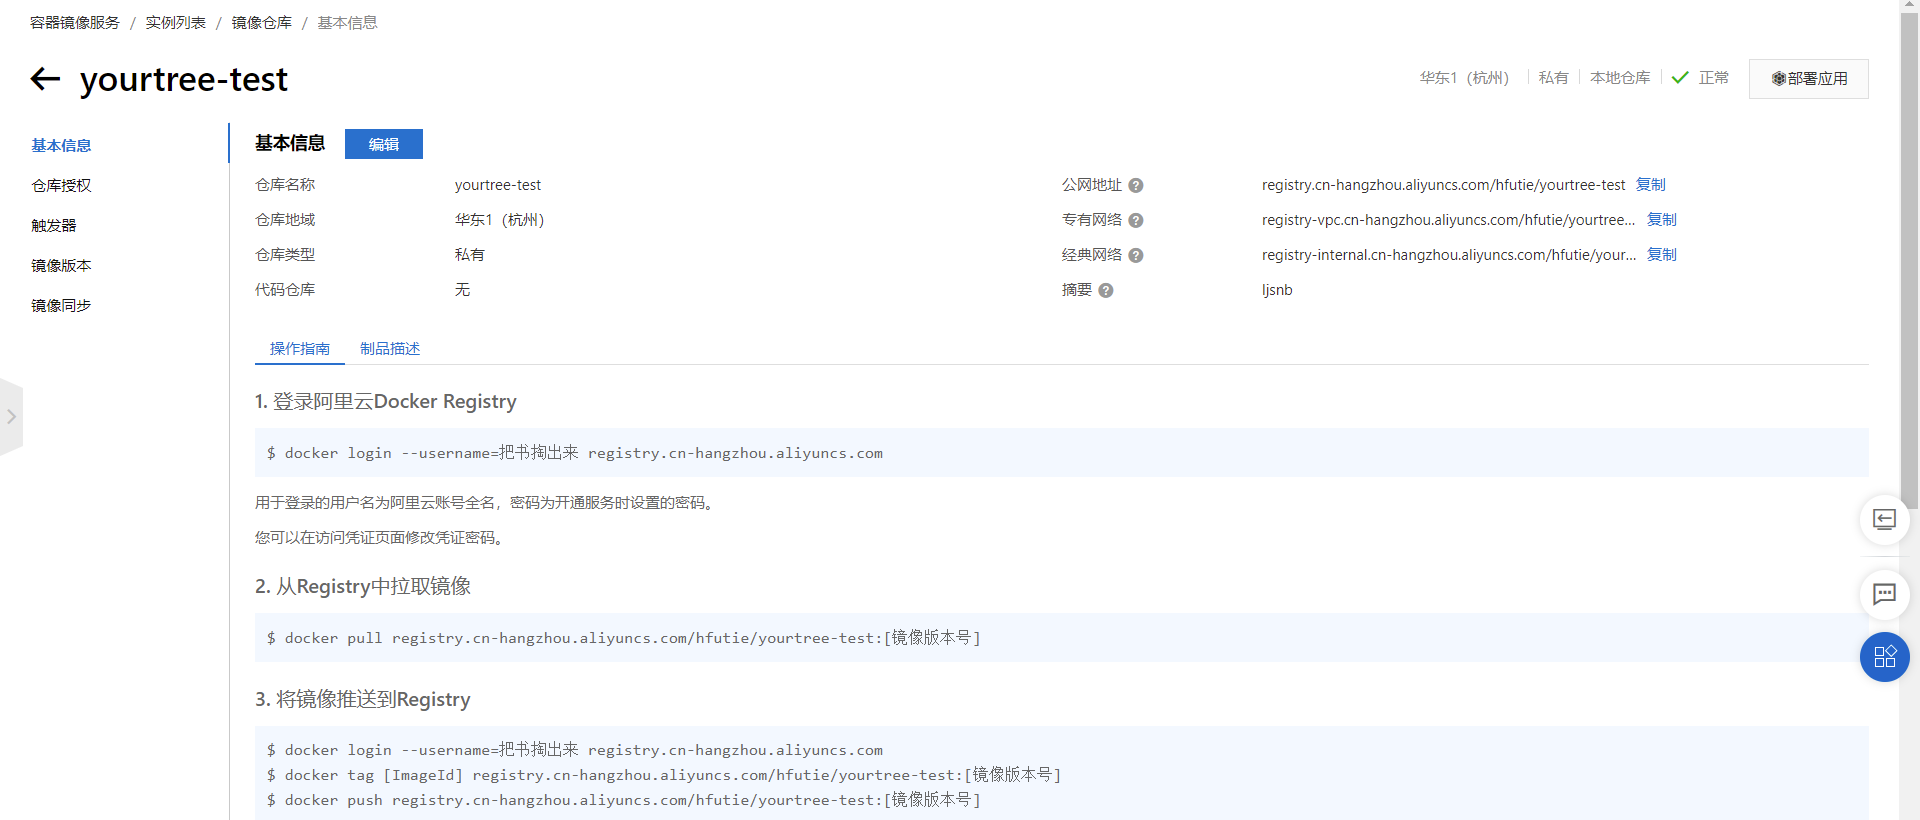 容器镜像服务 / 实例列表 / 镜像仓库 / 基本信息
yourtree-test
华东1（杭州） 私有 本地仓库 正常 部署应用
基本信息
仓库授权
触发器
镜像版本
镜像同步
基本信息 编辑
仓库名称 yourtree-test 公网地址 registry.cn-hangzhou.aliyuncs.com/hfutie/yourtree-test 复制
仓库地域 华东1（杭州） 专有网络 registry-vpc.cn-hangzhou.aliyuncs.com/hfutie/yourtree... 复制
仓库类型 私有 经典网络 registry-internal.cn-hangzhou.aliyuncs.com/hfutie/your... 复制
代码仓库 无 摘要 ljsnb
操作指南 制品描述
1. 登录阿里云Docker Registry
$ docker login --username=把书掏出来 registry.cn-hangzhou.aliyuncs.com
用于登录的用户名为阿里云账号全名，密码为开通服务时设置的密码。
您可以在访问凭证页面修改凭证密码。
2. 从Registry中拉取镜像
$ docker pull registry.cn-hangzhou.aliyuncs.com/hfutie/yourtree-test:[镜像版本号]
3. 将镜像推送到Registry
$ docker login --username=把书掏出来 registry.cn-hangzhou.aliyuncs.com
$ docker tag [ImageId] registry.cn-hangzhou.aliyuncs.com/hfutie/yourtree-test:[镜像版本号]
$ docker push registry.cn-hangzhou.aliyuncs.com/hfutie/yourtree-test:[镜像版本号]